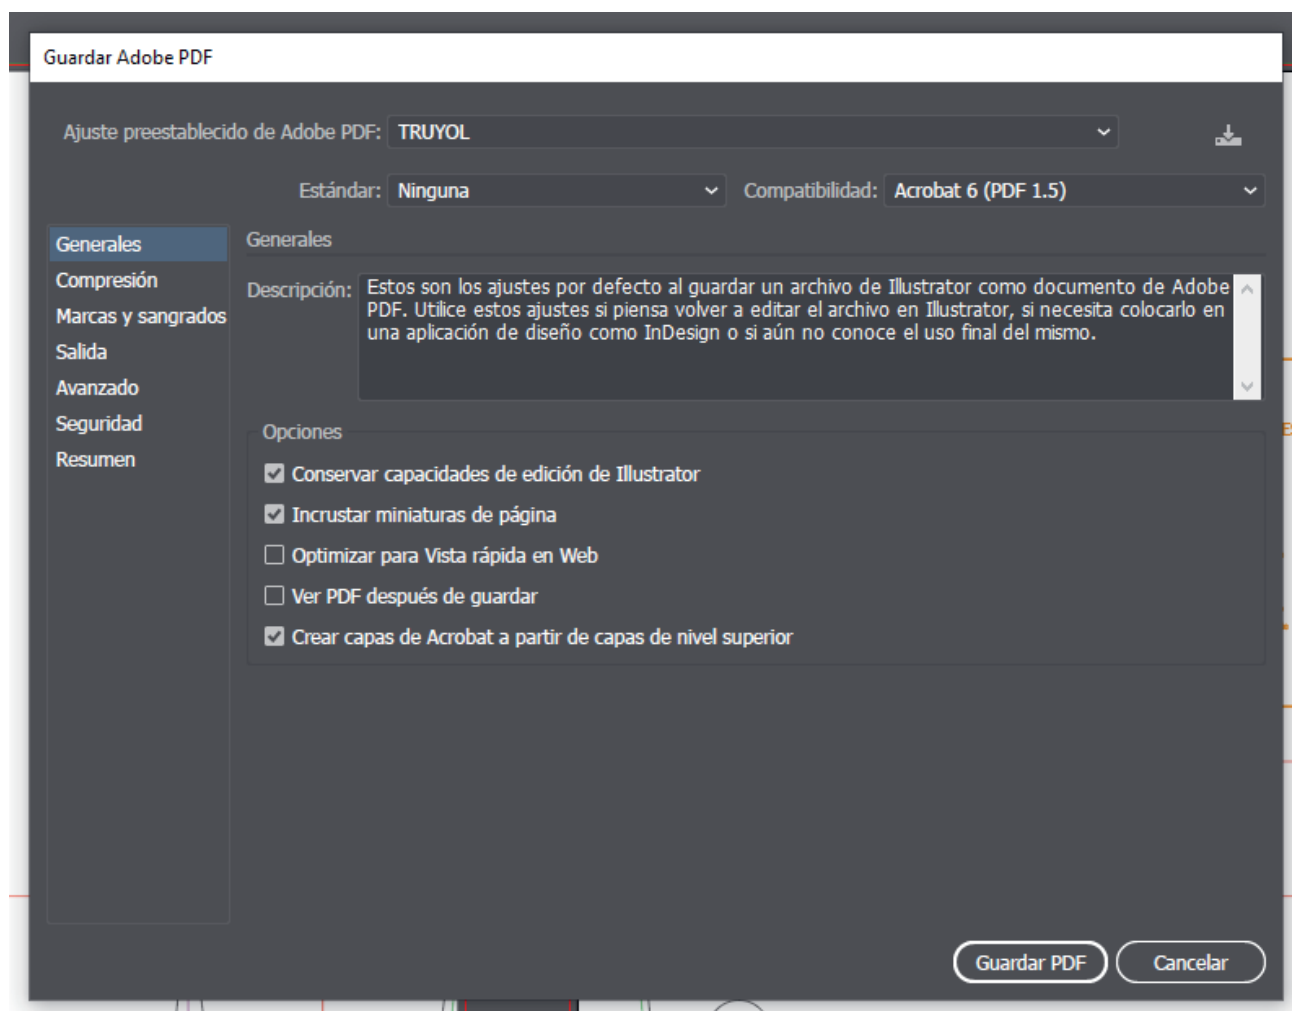 Guardar Adobe PDF
Ajuste preestablecido de Adobe PDF: TRUYOL
Estándar: Ninguna Compatibilidad: Acrobat 6 (PDF 1.5)
Generales
Compresión
Marcas y sangrados
Salida
Avanzado
Seguridad
Resumen
Generales
Descripción: Estos son los ajustes por defecto al guardar un archivo de Illustrator como documento de Adobe
PDF. Utilice estos ajustes si piensa volver a editar el archivo en Illustrator, si necesita colocarlo en
una aplicación de diseño como InDesign o si aún no conoce el uso final del mismo.
Opciones
Conservar capacidades de edición de Illustrator
Incrustar miniaturas de página
Optimizar para Vista rápida en Web
Ver PDF después de guardar
Crear capas de Acrobat a partir de capas de nivel superior
Guardar PDF Cancelar